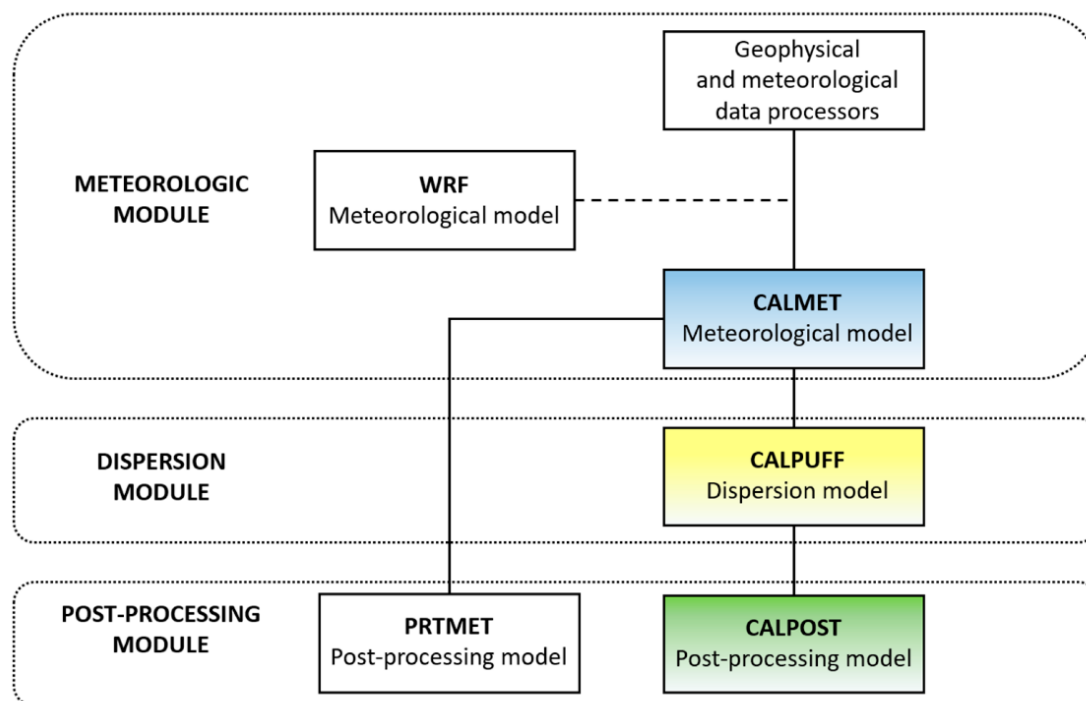 Geophysical
and meteorological
data processors
METEOROLOGIC
MODULE
WRF
Meteorological model
CALMET
Meteorological model
DISPERSION
MODULE
CALPUFF
Dispersion model
POST-PROCESSING
MODULE
PRTMET
Post-processing model
CALPOST
Post-processing model